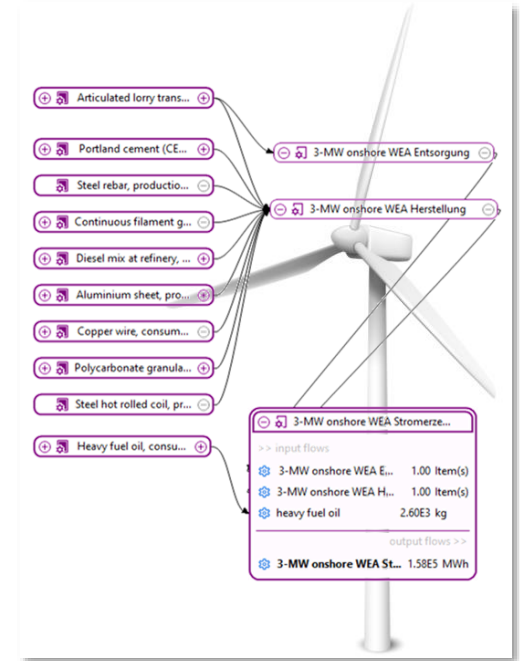 Articulated lorry trans...
Portland cement (CE...
3-MW onshore WEA Entsorgung
Steel rebar, productio...
3-MW onshore WEA Herstellung
Continuous filament g...
Diesel mix at refinery, ...
Aluminium sheet, pro...
Copper wire, consum...
Polycarbonate granula...
Steel hot rolled coil, pr...
3-MW onshore WEA Stromerze...
Heavy fuel oil, consu...
>> input flows
3-MW onshore WEA E... 1.00 Item(s)
3-MW onshore WEA H... 1.00 Item(s)
heavy fuel oil 2.60E3 kg
output flows >>
3-MW onshore WEA St... 1.58E5 MWh